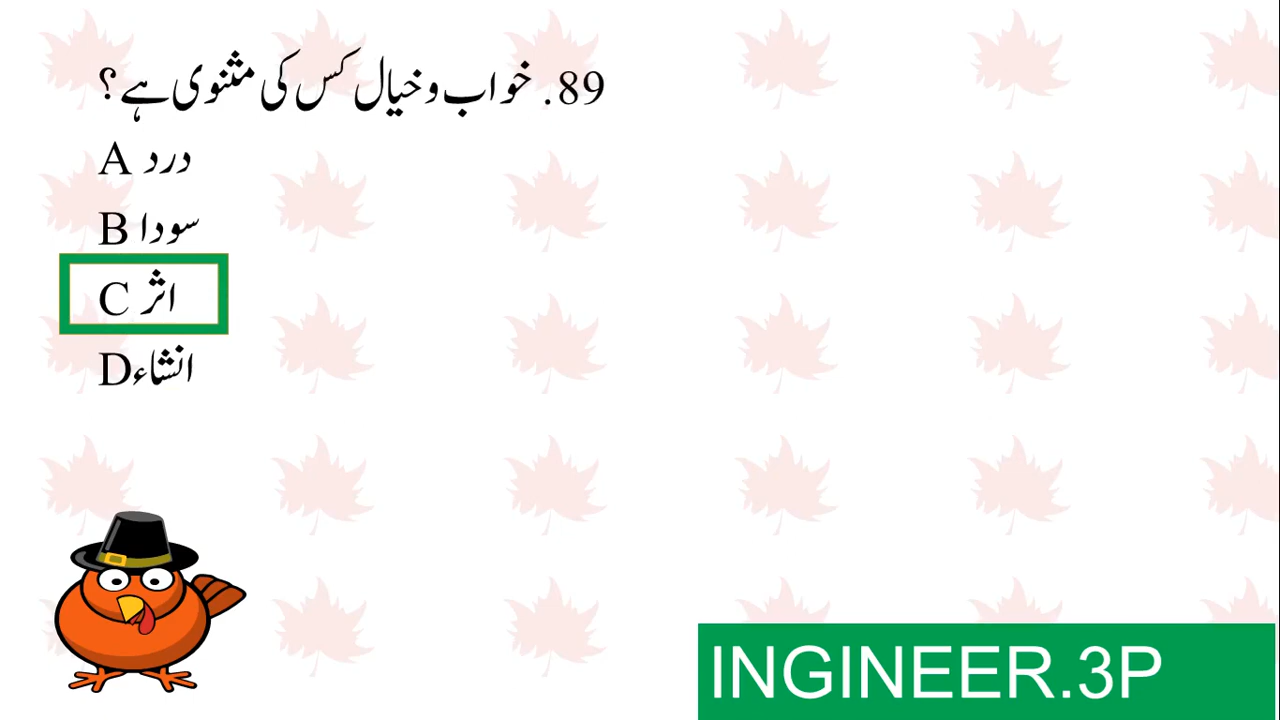 89. خواب و خیال کس کی مثنوی ہے ؟
A درد
B سودا
C اثر
D انشاء
INGINEER.3P